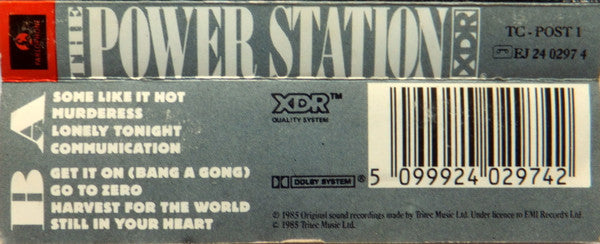 THE POWER STATION XDR
TC - POST 1
EJ 24 0297 4
A
SOME LIKE IT HOT
MURDERESS
LONELY TONIGHT
COMMUNICATION
B
GET IT ON (BANG A GONG)
GO TO ZERO
HARVEST FOR THE WORLD
STILL IN YOUR HEART
XDR™
QUALITY SYSTEM
DOLBY SYSTEM
5 099924 029742
© 1985 Original sound recordings made by Tritec Music Ltd. Under licence to EMI Records Ltd
© 1985 Tritec Music Ltd.